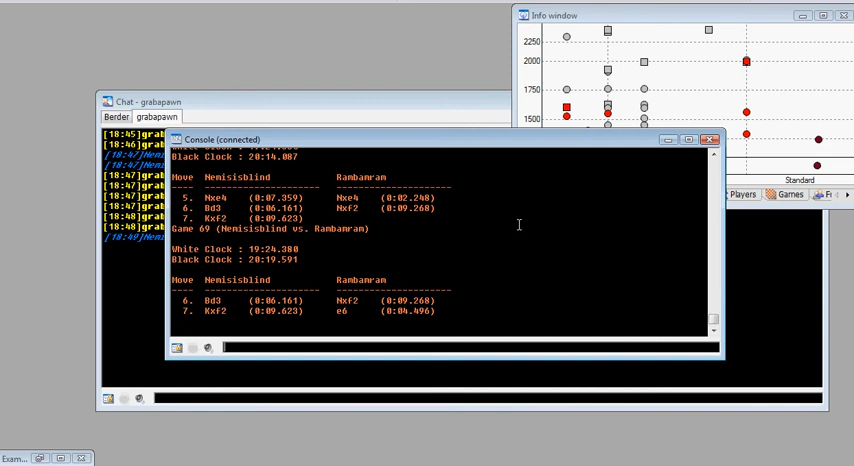 Info window
2250
2000
1750
1500
Standard
Players
Games
Chat - grabapawn
Berder
grabapawn
[18:45]grab
[18:46]grab
[18:47]Nemi
[18:47]Nemi
[18:47]grab
[18:47]grab
[18:47]grab
[18:47]grab
[18:48]grab
[18:48]grab
[18:49]Nemi
Console (connected)
Black Clock : 20:14.087
Move Nemisisblind Rambamram
---- --------------------- ---------------------
5. Nxe4 (0:07.359) Nxe4 (0:02.248)
6. Bd3 (0:06.161) Nxf2 (0:09.268)
7. Kxf2 (0:09.623)
Game 69 (Nemisisblind vs. Rambamram)
White Clock : 19:24.380
Black Clock : 20:19.591
Move Nemisisblind Rambamram
---- --------------------- ---------------------
6. Bd3 (0:06.161) Nxf2 (0:09.268)
7. Kxf2 (0:09.623) e6 (0:04.496)
Exam...